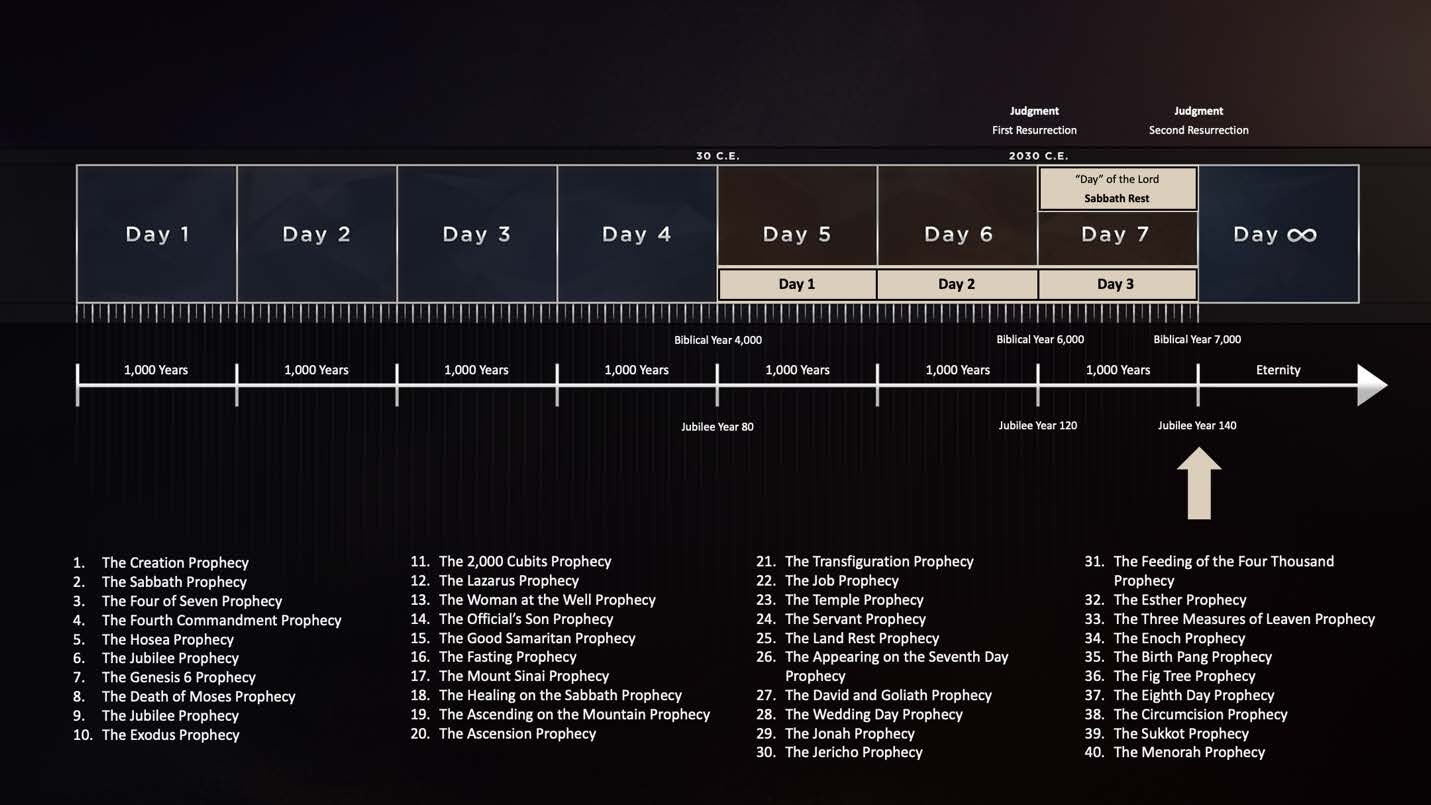 Judgment
First Resurrection
Judgment
Second Resurrection
30 C.E.
2030 C.E.
"Day" of the Lord
Sabbath Rest
Day 1
Day 2
Day 3
Day 4
Day 5
Day 6
Day 7
Day ∞
Day 1
Day 2
Day 3
Biblical Year 4,000
Biblical Year 6,000
Biblical Year 7,000
1,000 Years
1,000 Years
1,000 Years
1,000 Years
1,000 Years
1,000 Years
1,000 Years
Eternity
Jubilee Year 80
Jubilee Year 120
Jubilee Year 140
1. The Creation Prophecy
2. The Sabbath Prophecy
3. The Four of Seven Prophecy
4. The Fourth Commandment Prophecy
5. The Hosea Prophecy
6. The Jubilee Prophecy
7. The Genesis 6 Prophecy
8. The Death of Moses Prophecy
9. The Jubilee Prophecy
10. The Exodus Prophecy
11. The 2,000 Cubits Prophecy
12. The Lazarus Prophecy
13. The Woman at the Well Prophecy
14. The Official's Son Prophecy
15. The Good Samaritan Prophecy
16. The Fasting Prophecy
17. The Mount Sinai Prophecy
18. The Healing on the Sabbath Prophecy
19. The Ascending on the Mountain Prophecy
20. The Ascension Prophecy
21. The Transfiguration Prophecy
22. The Job Prophecy
23. The Temple Prophecy
24. The Servant Prophecy
25. The Land Rest Prophecy
26. The Appearing on the Seventh Day
Prophecy
27. The David and Goliath Prophecy
28. The Wedding Day Prophecy
29. The Jonah Prophecy
30. The Jericho Prophecy
31. The Feeding of the Four Thousand
Prophecy
32. The Esther Prophecy
33. The Three Measures of Leaven Prophecy
34. The Enoch Prophecy
35. The Birth Pang Prophecy
36. The Fig Tree Prophecy
37. The Eighth Day Prophecy
38. The Circumcision Prophecy
39. The Sukkot Prophecy
40. The Menorah Prophecy